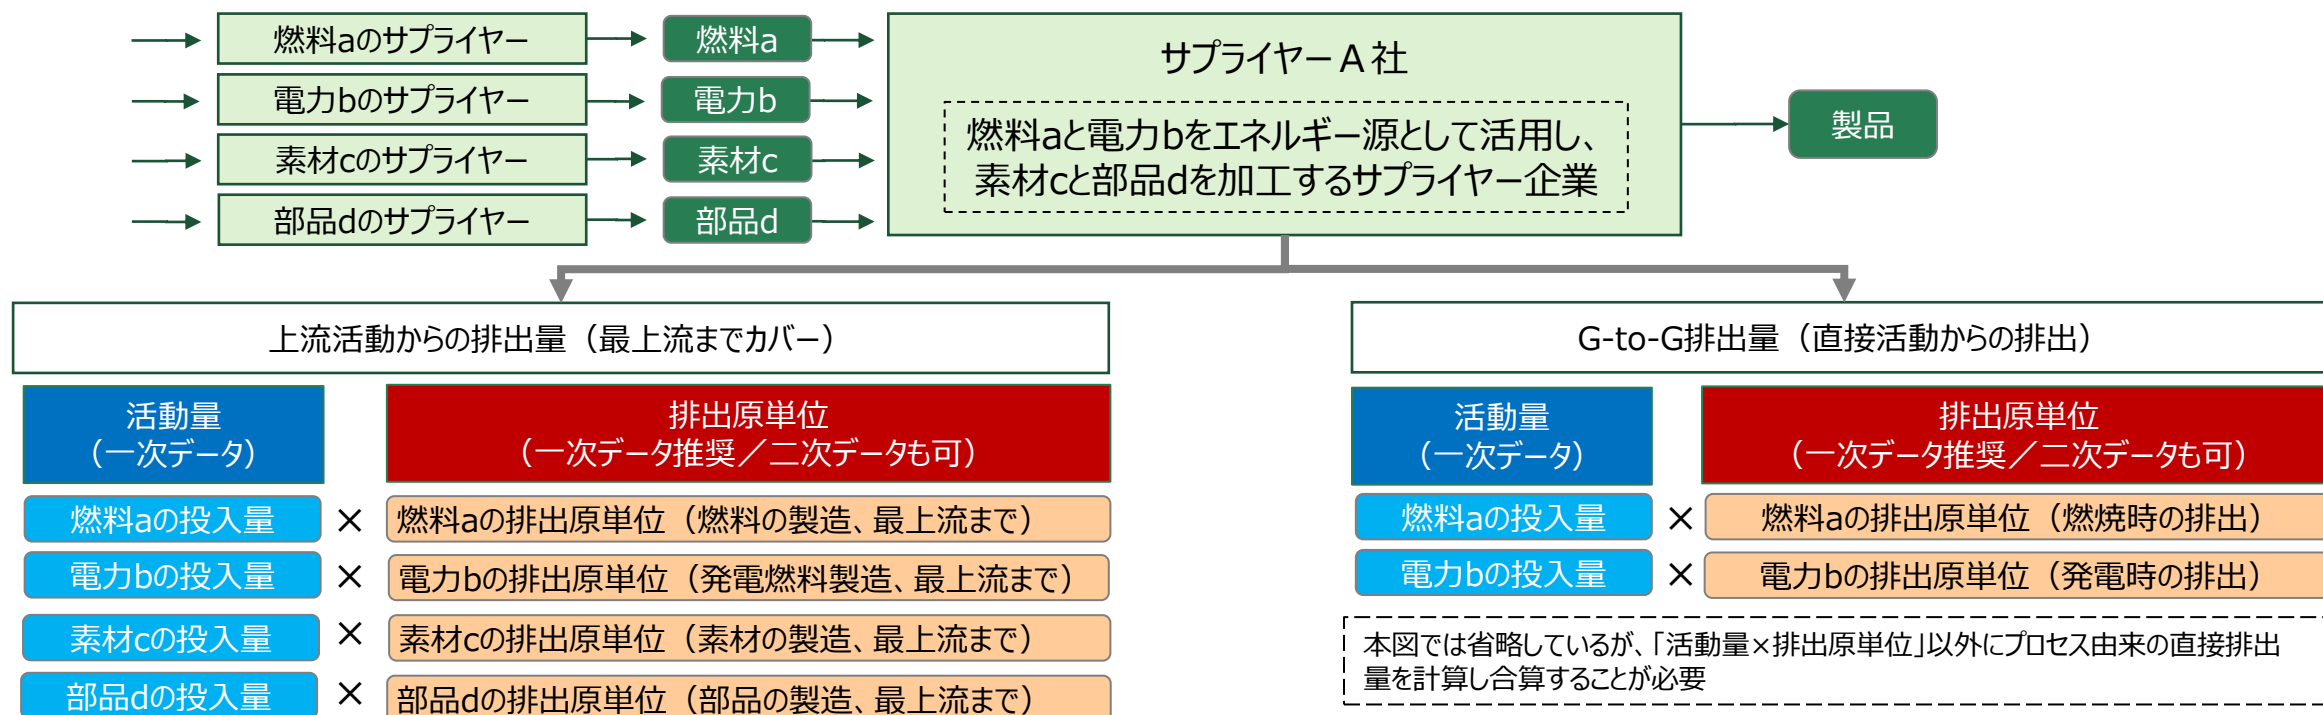 燃料aのサプライヤー
燃料a
電力bのサプライヤー
電力b
素材cのサプライヤー
素材c
部品dのサプライヤー
部品d
サプライヤーA社
燃料aと電力bをエネルギー源として活用し、
素材cと部品dを加工するサプライヤー企業
製品
上流活動からの排出量（最上流までカバー）
活動量
（一次データ）
排出原単位
（一次データ推奨／二次データも可）
燃料aの投入量
×
燃料aの排出原単位（燃料の製造、最上流まで）
電力bの投入量
×
電力bの排出原単位（発電燃料製造、最上流まで）
素材cの投入量
×
素材cの排出原単位（素材の製造、最上流まで）
部品dの投入量
×
部品dの排出原単位（部品の製造、最上流まで）
G-to-G排出量（直接活動からの排出）
活動量
（一次データ）
排出原単位
（一次データ推奨／二次データも可）
燃料aの投入量
×
燃料aの排出原単位（燃焼時の排出）
電力bの投入量
×
電力bの排出原単位（発電時の排出）
本図では省略しているが、「活動量×排出原単位」以外にプロセス由来の直接排出
量を計算し合算することが必要